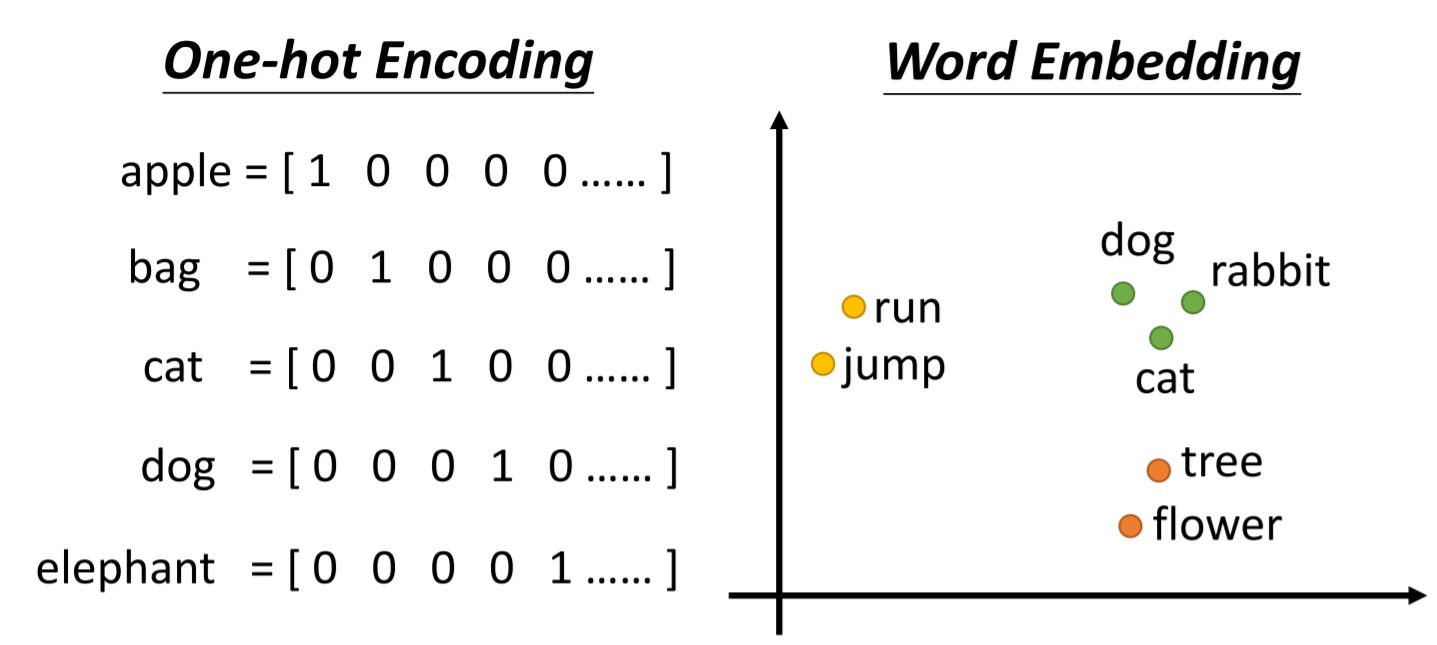 One-hot Encoding
apple = [ 1 0 0 0 0 ...... ]
bag = [ 0 1 0 0 0 ...... ]
cat = [ 0 0 1 0 0 ...... ]
dog = [ 0 0 0 1 0 ...... ]
elephant = [ 0 0 0 0 1 ...... ]
Word Embedding
dog
rabbit
run
jump
cat
tree
flower